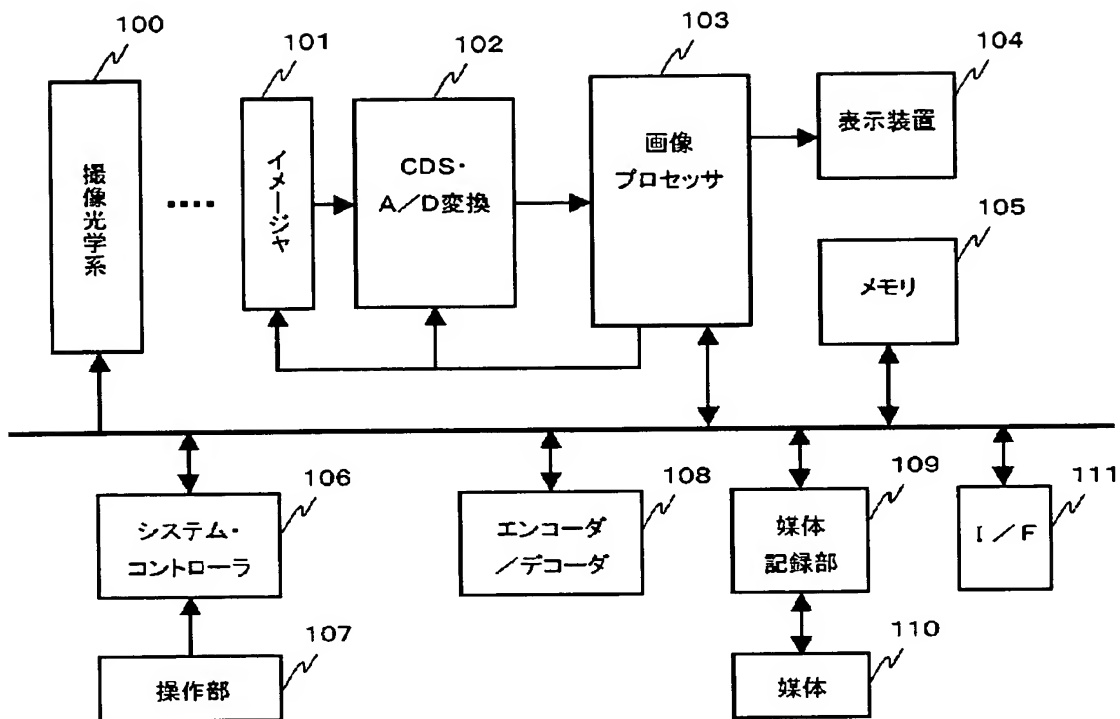 100
101
102
103
104
撮像光学系
イメージャ
CDS・
A/D変換
画像
プロセッサ
表示装置
105
メモリ
106
システム・
コントローラ
107
操作部
108
エンコーダ
/デコーダ
109
媒体
記録部
110
媒体
111
I/F